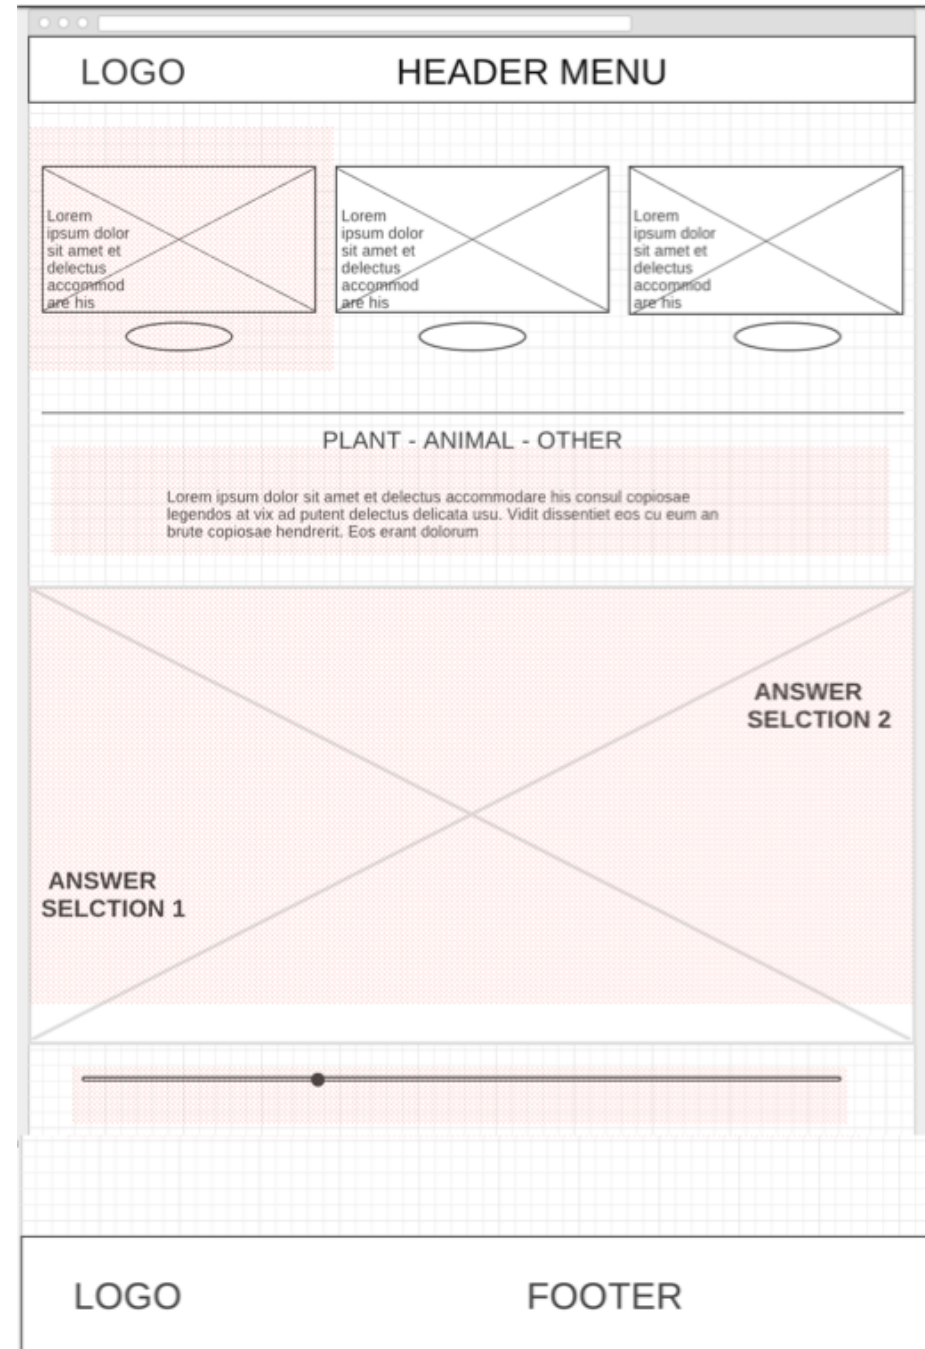 LOGO
HEADER MENU
Lorem
ipsum dolor
sit amet et
delectus
accommod
are his
Lorem
ipsum dolor
sit amet et
delectus
accommod
are his
Lorem
ipsum dolor
sit amet et
delectus
accommod
are his
PLANT - ANIMAL - OTHER
Lorem ipsum dolor sit amet et delectus accommodare his consul copiosae
legendos at vix ad putent delectus delicata usu. Vidit dissentiet eos cu eum an
brute copiosae hendrerit. Eos erant dolorum
ANSWER
SELCTION 2
ANSWER
SELCTION 1
LOGO
FOOTER